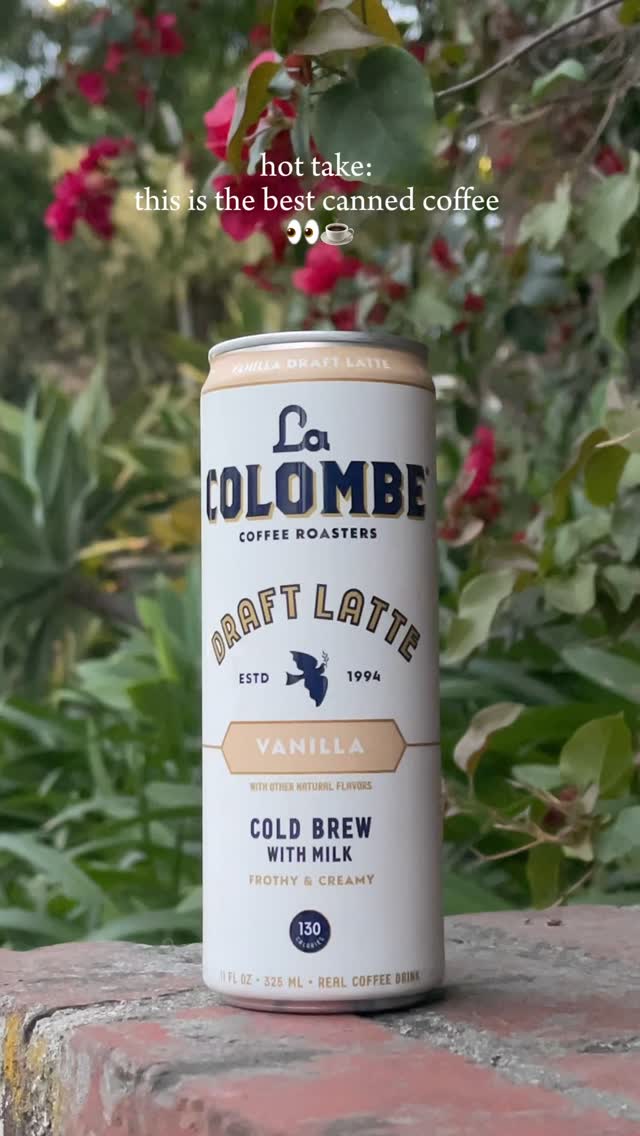 hot take:
this is the best canned coffee
👀☕
VANILLA DRAFT LATTE
La
COLOMBE®
COFFEE ROASTERS
DRAFT LATTE
ESTD 1994
VANILLA
WITH OTHER NATURAL FLAVORS
COLD BREW
WITH MILK
FROTHY & CREAMY
130
CALORIES
11 FL OZ • 325 ML • REAL COFFEE DRINK